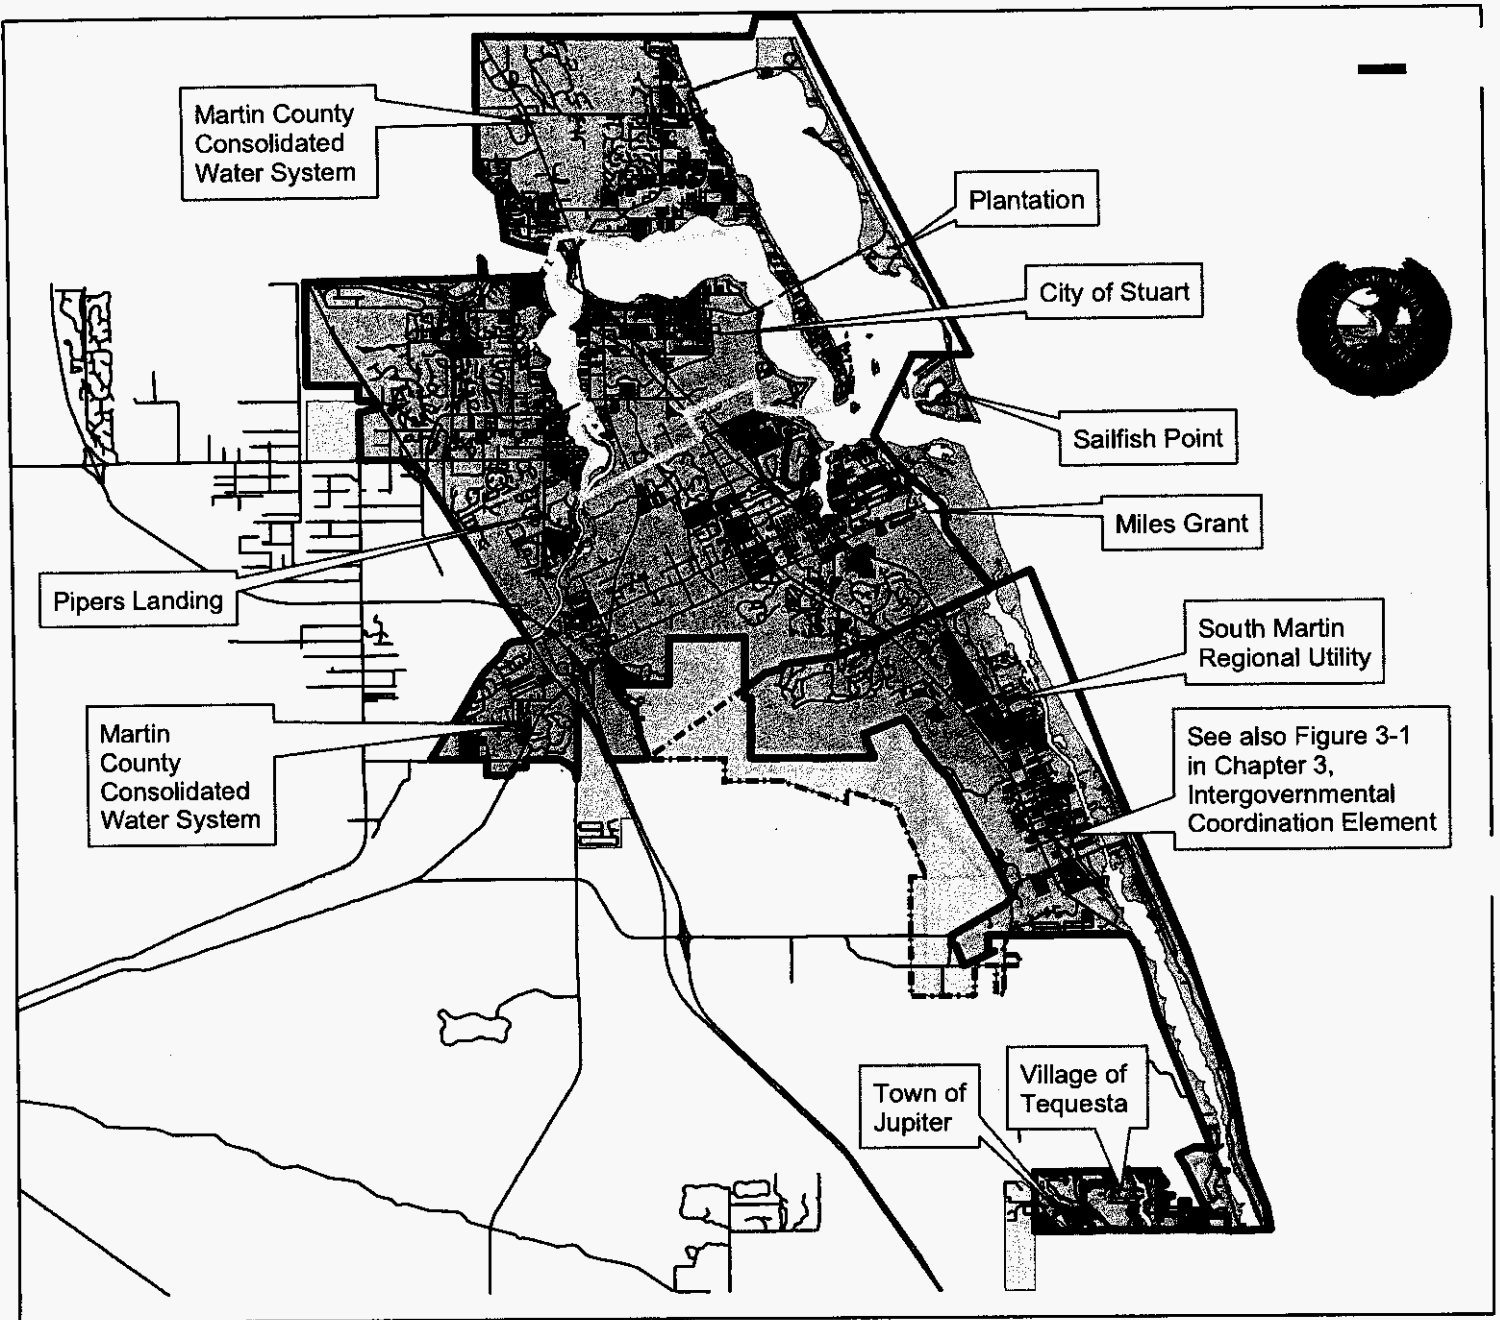 Martin County
Consolidated
Water System
Plantation
City of Stuart
Sailfish Point
Miles Grant
Pipers Landing
South Martin
Regional Utility
Martin
County
Consolidated
Water System
See also Figure 3-1
in Chapter 3,
Intergovernmental
Coordination Element
Town of
Jupiter
Village of
Tequesta